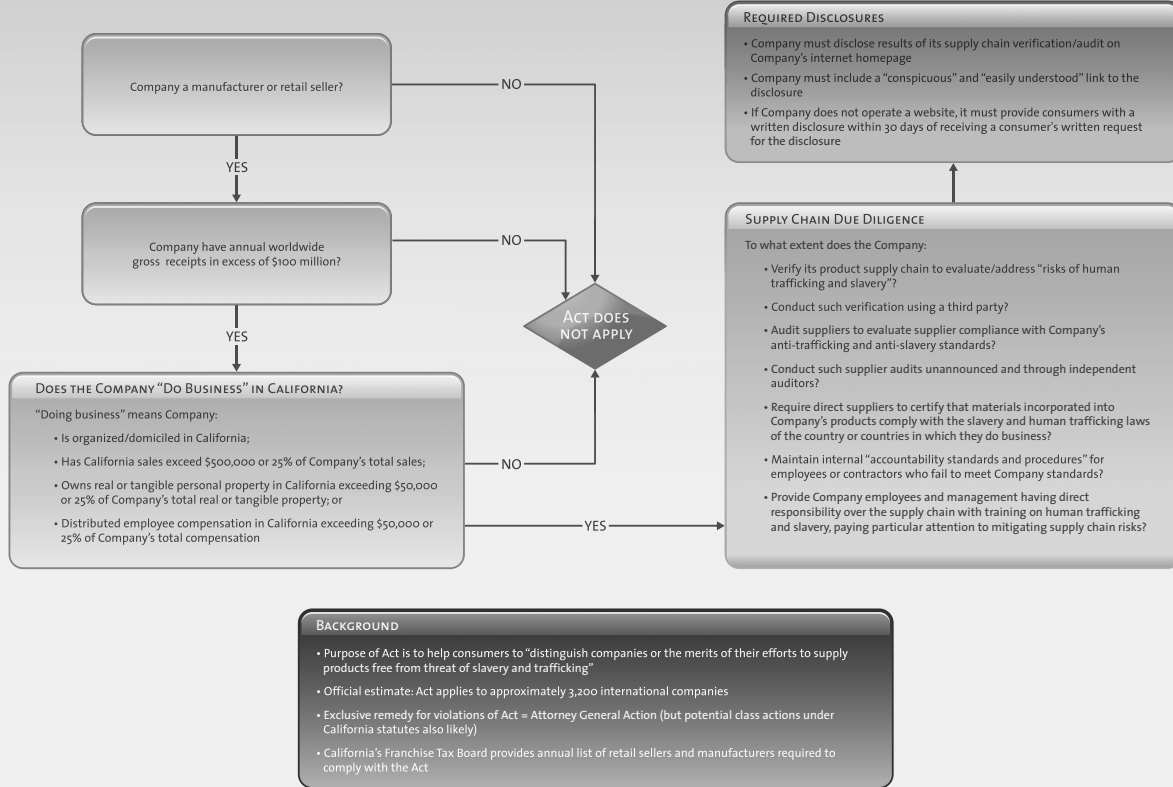 Company a manufacturer or retail seller?
NO
YES
Company have annual worldwide
gross receipts in excess of $100 million?
NO
YES
ACT DOES
NOT APPLY
DOES THE COMPANY “DO BUSINESS” IN CALIFORNIA?
“Doing business” means Company:
• Is organized/domiciled in California;
• Has California sales exceed $500,000 or 25% of Company’s total sales;
• Owns real or tangible personal property in California exceeding $50,000
or 25% of Company’s total real or tangible property; or
• Distributed employee compensation in California exceeding $50,000 or
25% of Company’s total compensation
NO
YES
REQUIRED DISCLOSURES
• Company must disclose results of its supply chain verification/audit on
Company’s internet homepage
• Company must include a “conspicuous” and “easily understood” link to the
disclosure
• If Company does not operate a website, it must provide consumers with a
written disclosure within 30 days of receiving a consumer’s written request
for the disclosure
SUPPLY CHAIN DUE DILIGENCE
To what extent does the Company:
• Verify its product supply chain to evaluate/address “risks of human
trafficking and slavery”?
• Conduct such verification using a third party?
• Audit suppliers to evaluate supplier compliance with Company’s
anti-trafficking and anti-slavery standards?
• Conduct such supplier audits unannounced and through independent
auditors?
• Require direct suppliers to certify that materials incorporated into
Company’s products comply with the slavery and human trafficking laws
of the country or countries in which they do business?
• Maintain internal “accountability standards and procedures” for
employees or contractors who fail to meet Company standards?
• Provide Company employees and management having direct
responsibility over the supply chain with training on human trafficking
and slavery, paying particular attention to mitigating supply chain risks?
BACKGROUND
• Purpose of Act is to help consumers to “distinguish companies or the merits of their efforts to supply
products free from threat of slavery and trafficking”
• Official estimate: Act applies to approximately 3,200 international companies
• Exclusive remedy for violations of Act = Attorney General Action (but potential class actions under
California statutes also likely)
• California’s Franchise Tax Board provides annual list of retail sellers and manufacturers required to
comply with the Act